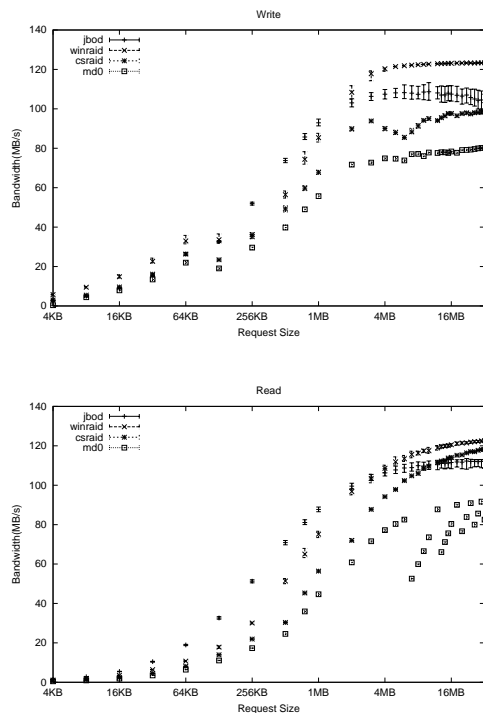 Write
140
120
100
80
60
40
20
0
Bandwidth(MB/s)
jbod
winraid
csraid
md0
4KB 16KB 64KB 256KB 1MB 4MB 16MB
Request Size
Read
140
120
100
80
60
40
20
0
Bandwidth(MB/s)
jbod
winraid
csraid
md0
4KB 16KB 64KB 256KB 1MB 4MB 16MB
Request Size